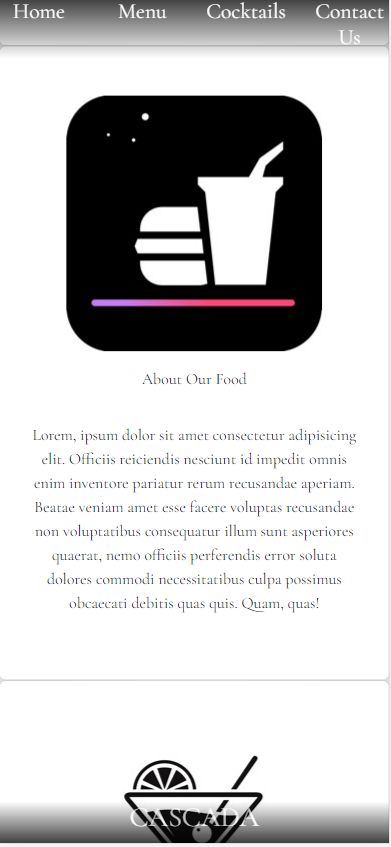 Home Menu Cocktails Contact
Us
About Our Food
Lorem, ipsum dolor sit amet consectetur adipisicing
elit. Officiis reiciendis nesciunt id impedit omnis
enim inventore pariatur rerum recusandae aperiam.
Beatae veniam amet esse facere voluptas recusandae
non voluptatibus consequatur illum sunt asperiores
quaerat, nemo officiis perferendis error soluta
dolores commodi necessitatibus culpa possimus
obcaecati debitis quas quis. Quam, quas!
CASCADA